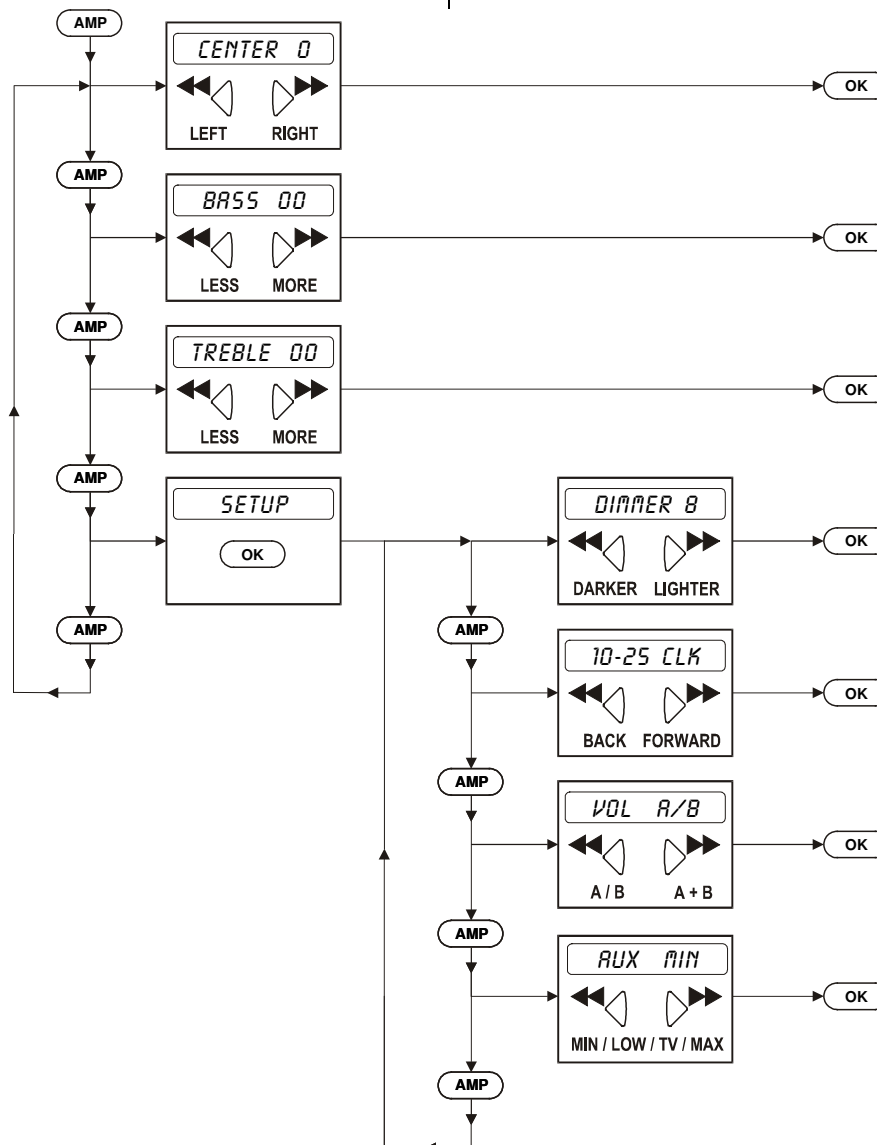 AMP
CENTER 0
LEFT RIGHT
OK
AMP
BASS 00
LESS MORE
OK
AMP
TREBLE 00
LESS MORE
OK
AMP
SETUP
OK
DIMMER 8
DARKER LIGHTER
OK
AMP
AMP
10-25 CLK
BACK FORWARD
OK
AMP
VOL A/B
A / B A + B
OK
AMP
AUX MIN
MIN / LOW / TV / MAX
OK
AMP